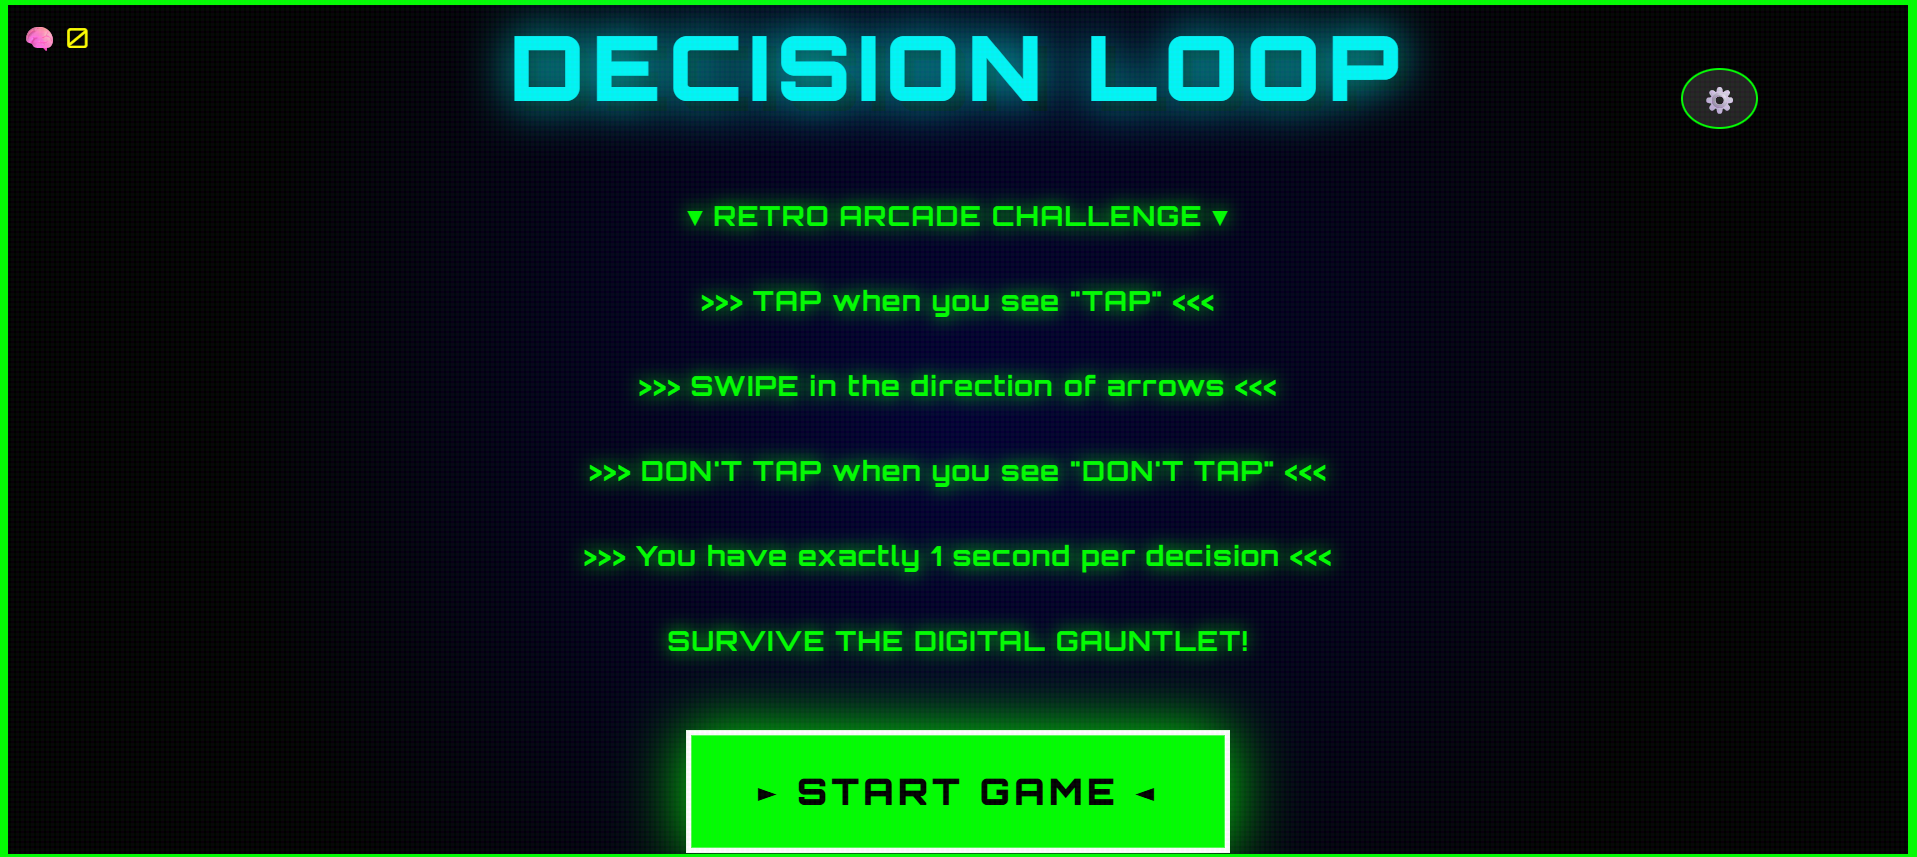 🧠 0
DECISION LOOP
⚙
▼ RETRO ARCADE CHALLENGE ▼
>>> TAP when you see "TAP" <<<
>>> SWIPE in the direction of arrows <<<
>>> DON'T TAP when you see "DON'T TAP" <<<
>>> You have exactly 1 second per decision <<<
SURVIVE THE DIGITAL GAUNTLET!
► START GAME ◄